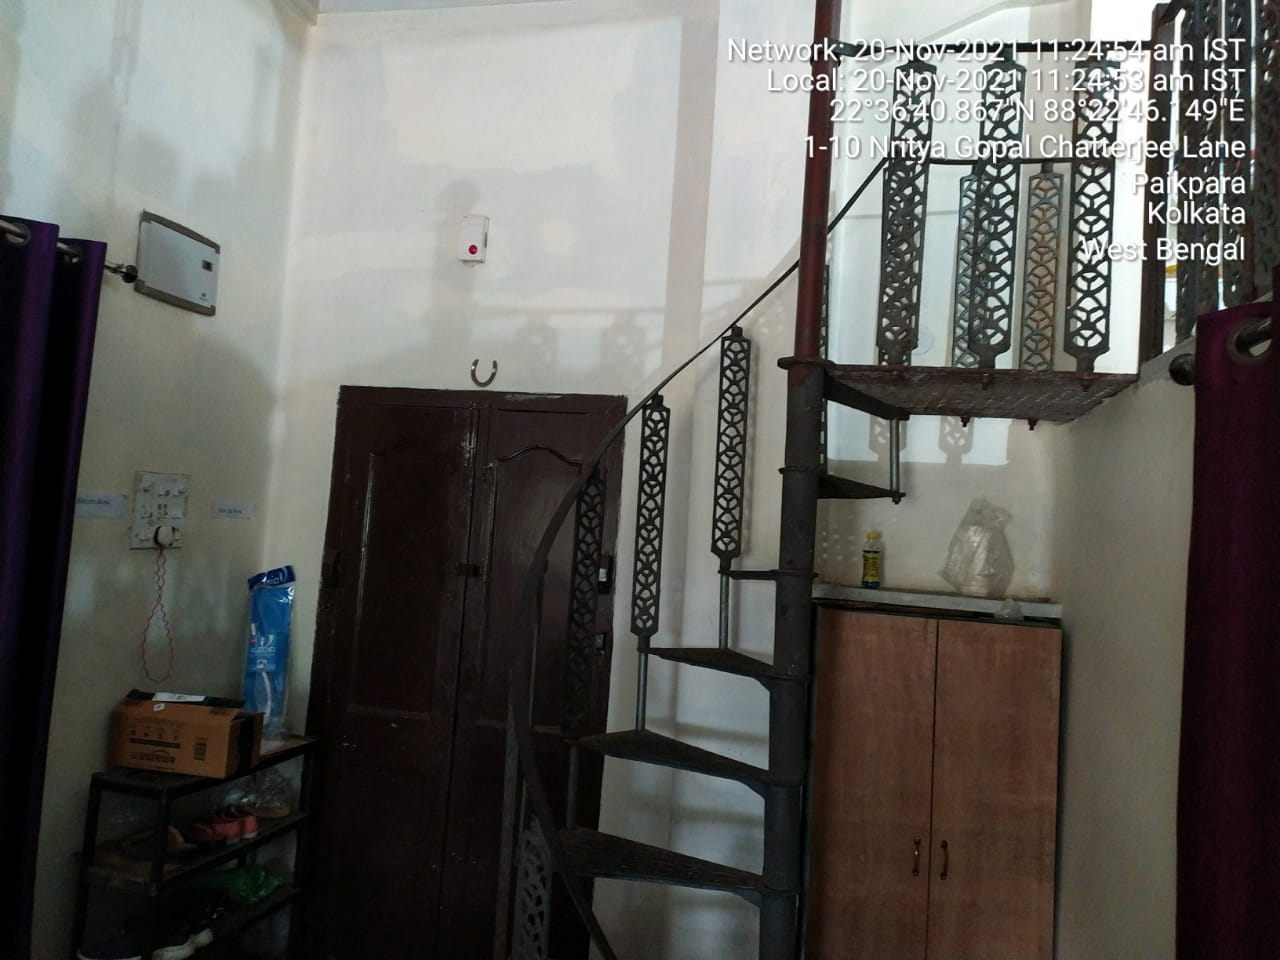 Network: 20-Nov-2021 11:24:54 am IST
Local: 20-Nov-2021 11:24:53 am IST
22°36'40.867"N 88°22'46.149"E
1-10 Nritya Gopal Chatterjee Lane
Paikpara
Kolkata
West Bengal
amazon